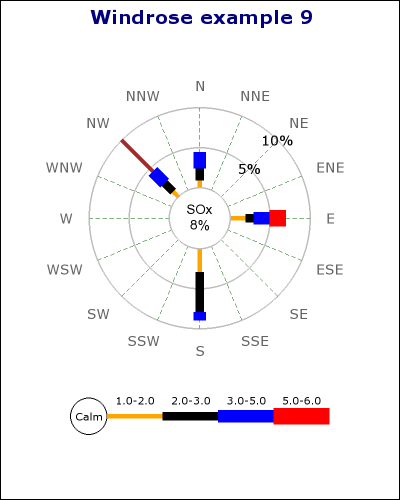 Windrose example 9
N
NNW NNE
NW NE
10%
WNW 5% ENE
SOx
W E
8%
WSW ESE
SW SE
SSW SSE
S
1.0-2.0 2.0-3.0 3.0-5.0 5.0-6.0
Calm